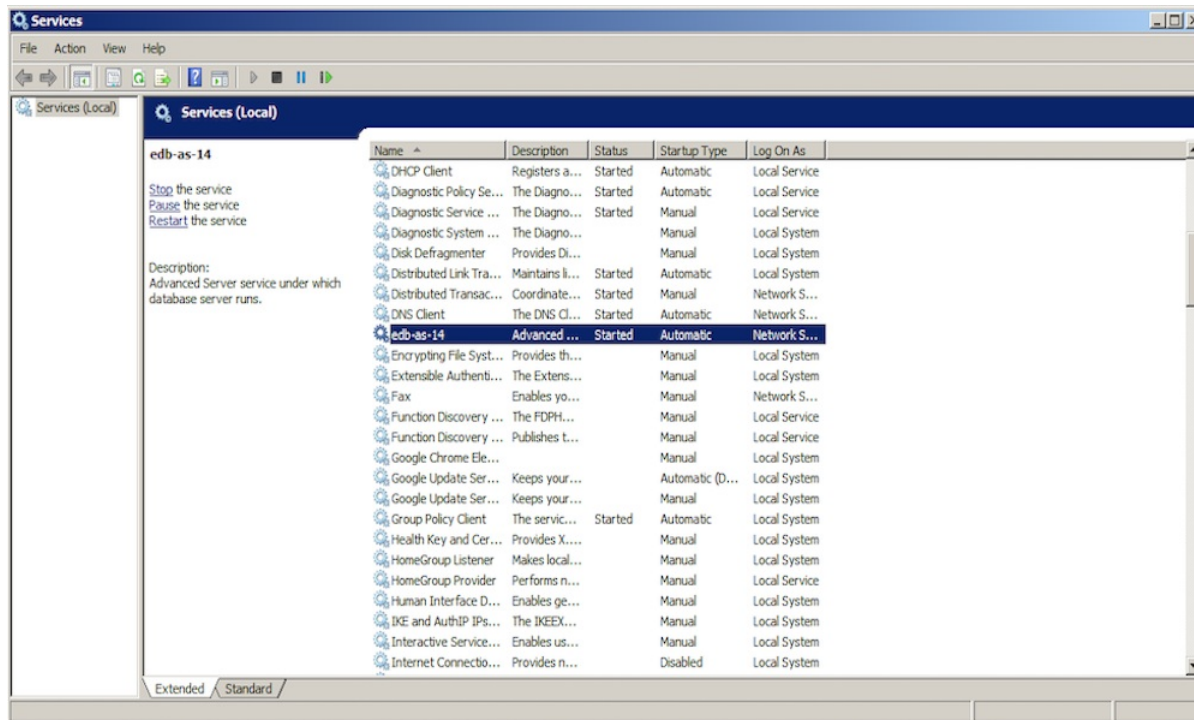 Services
File Action View Help
Services (Local)
Services (Local)
edb-as-14
Stop the service
Pause the service
Restart the service
Description:
Advanced Server service under which
database server runs.
Name Description Status Startup Type Log On As
DHCP Client Registers a... Started Automatic Local Service
Diagnostic Policy Se... The Diagno... Started Automatic Local Service
Diagnostic Service ... The Diagno... Started Manual Local Service
Diagnostic System ... The Diagno... Manual Local System
Disk Defragmenter Provides Di... Manual Local System
Distributed Link Tra... Maintains li... Started Automatic Local System
Distributed Transac... Coordinate... Started Manual Network S...
DNS Client The DNS Cl... Started Automatic Network S...
edb-as-14 Advanced ... Started Automatic Network S...
Encrypting File Syst... Provides th... Manual Local System
Extensible Authenti... The Extens... Manual Local System
Fax Enables yo... Manual Network S...
Function Discovery ... The FDPH... Manual Local Service
Function Discovery ... Publishes t... Manual Local Service
Google Chrome Ele... Manual Local System
Google Update Ser... Keeps your... Automatic (D... Local System
Google Update Ser... Keeps your... Manual Local System
Group Policy Client The servic... Started Automatic Local System
Health Key and Cer... Provides X.... Manual Local System
HomeGroup Listener Makes local... Manual Local System
HomeGroup Provider Performs n... Manual Local Service
Human Interface D... Enables ge... Manual Local System
IKE and AuthIP IPs... The IKEEX... Manual Local System
Interactive Service... Enables us... Manual Local System
Internet Connectio... Provides n... Disabled Local System
Extended Standard